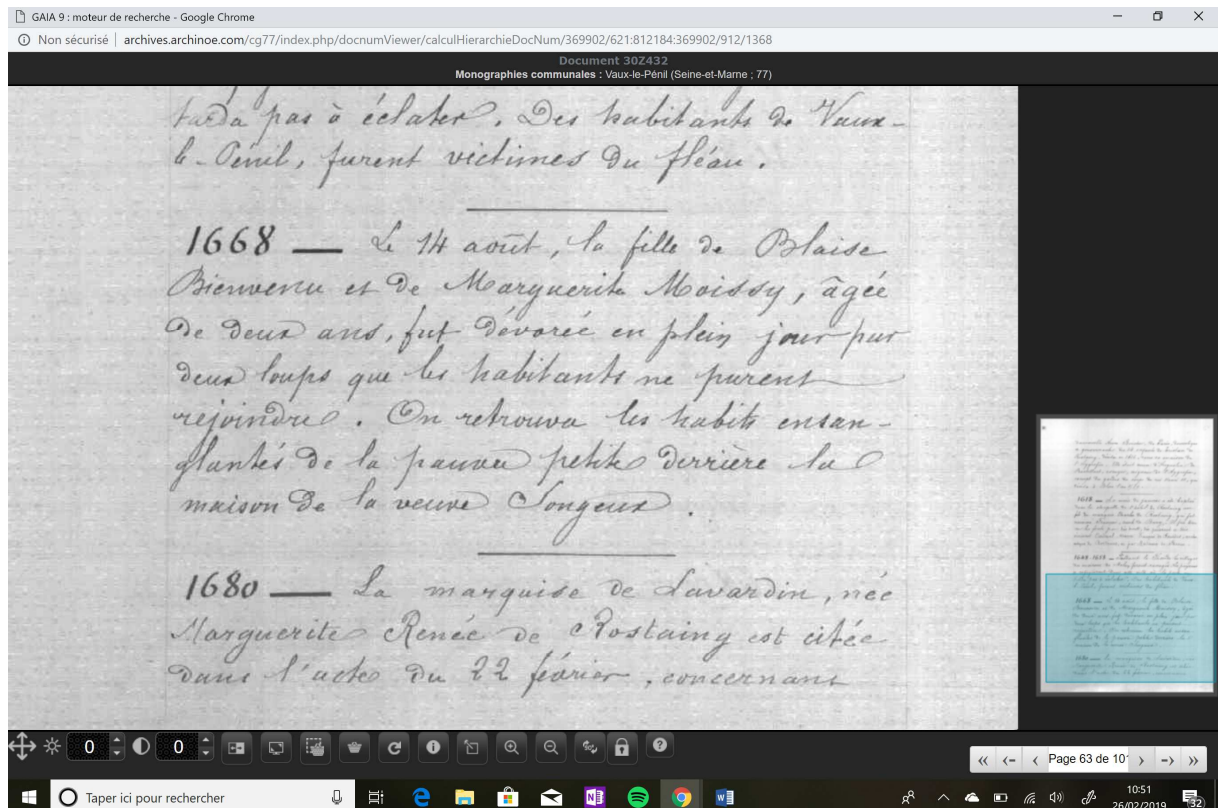 GAIA 9 : moteur de recherche - Google Chrome
Non sécurisé | archives.archinoe.com/cg77/index.php/docnumViewer/calculHierarchieDocNum/369902/621:812184:369902/912/1368
Document 30Z432
Monographies communales : Vaux-le-Pénil (Seine-et-Marne ; 77)
tarda pas à éclater. Des habitants de Vaux-
le-Pénil, furent victimes du fléau.
1668 — Le 14 août, la fille de Blaise
Bienvenu et de Marguerite Moissy, âgée
de deux ans, fut dévorée en plein jour par
deux loups que les habitants ne purent
rejoindre. On retrouva les habits ensan-
glantés de la pauvre petite derrière la
maison de la veuve Songeux.
1680 — La marquise de Lavardin, née
Marguerite Renée de Rostaing est citée
dans l'acte du 22 février, concernant
0 0
Page 63 de 10
Taper ici pour rechercher
10:51
26/02/2019
32